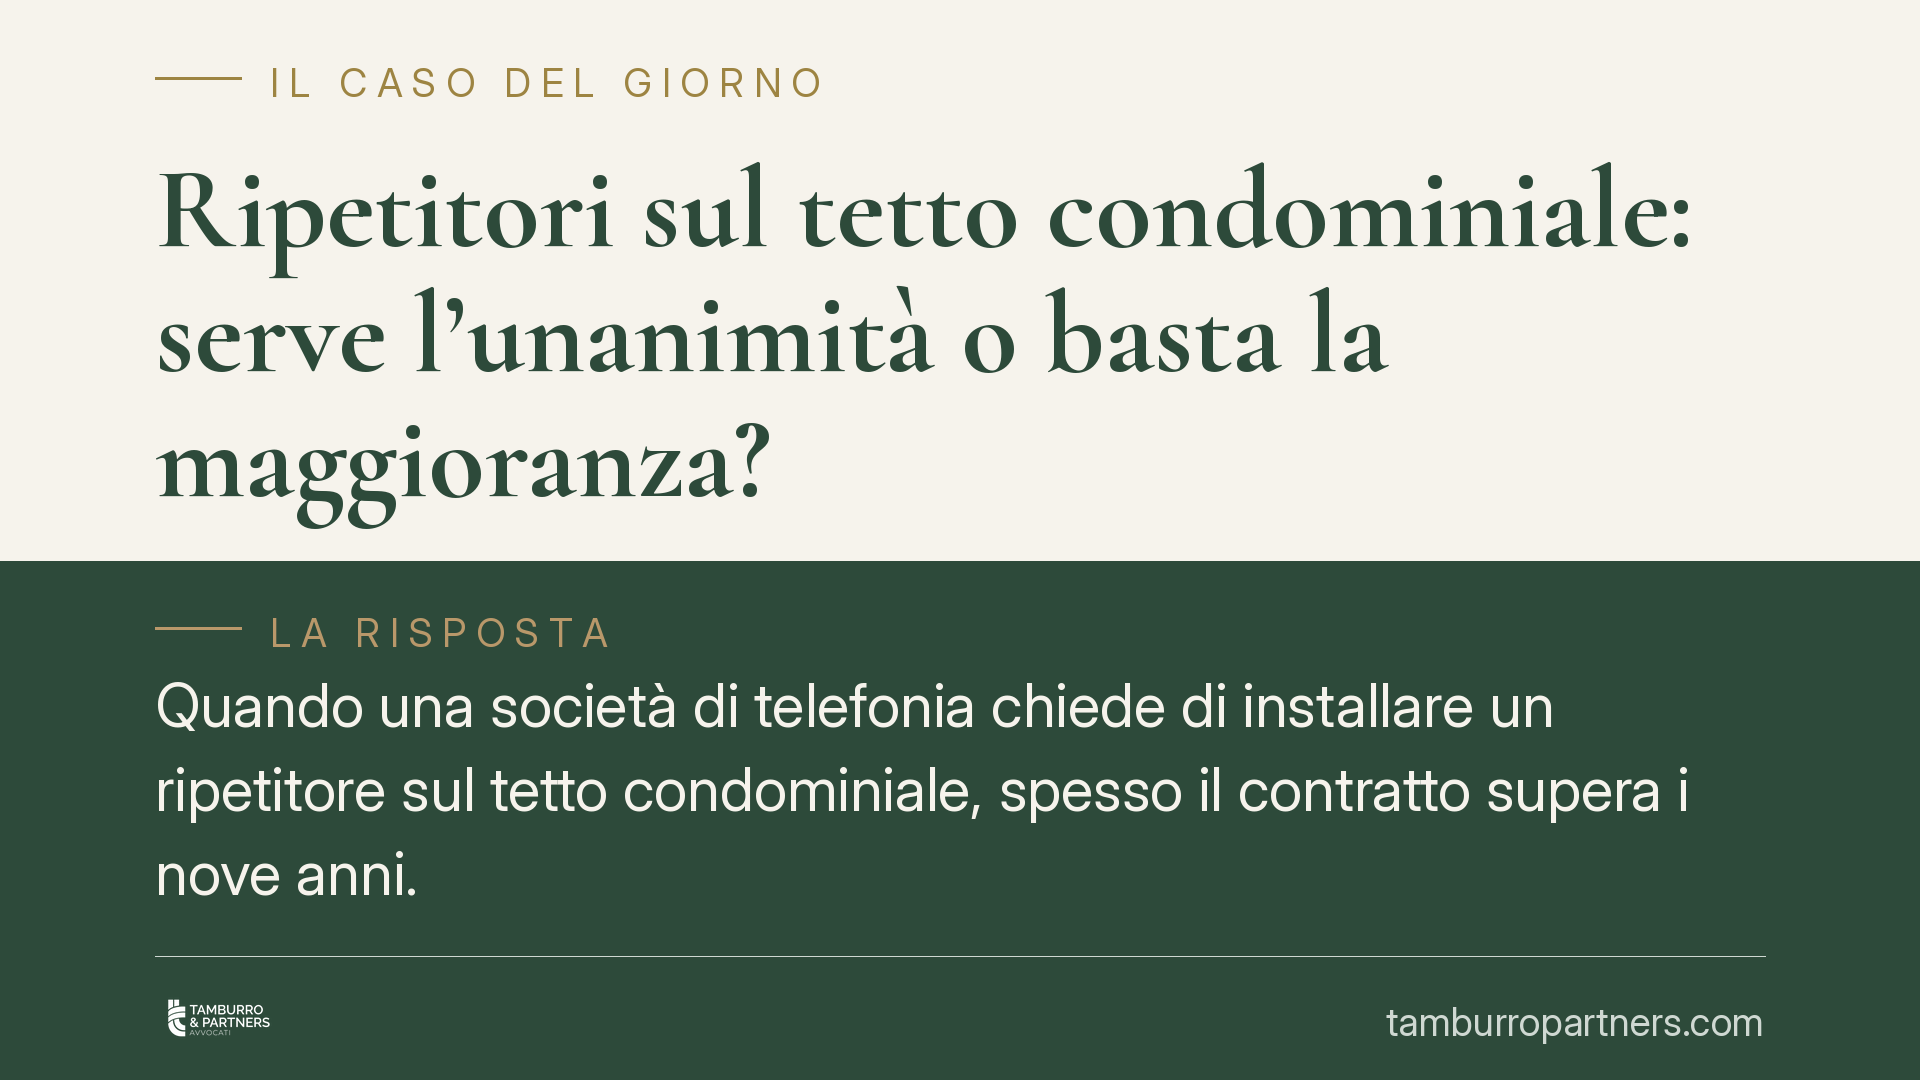 IL CASO DEL GIORNO
Ripetitori sul tetto condominiale:
serve l’unanimità o basta la
maggioranza?
LA RISPOSTA
Quando una società di telefonia chiede di installare un
ripetitore sul tetto condominiale, spesso il contratto supera i
nove anni.
TAMBURRO
& PARTNERS
AVVOCATI
tamburropartners.com